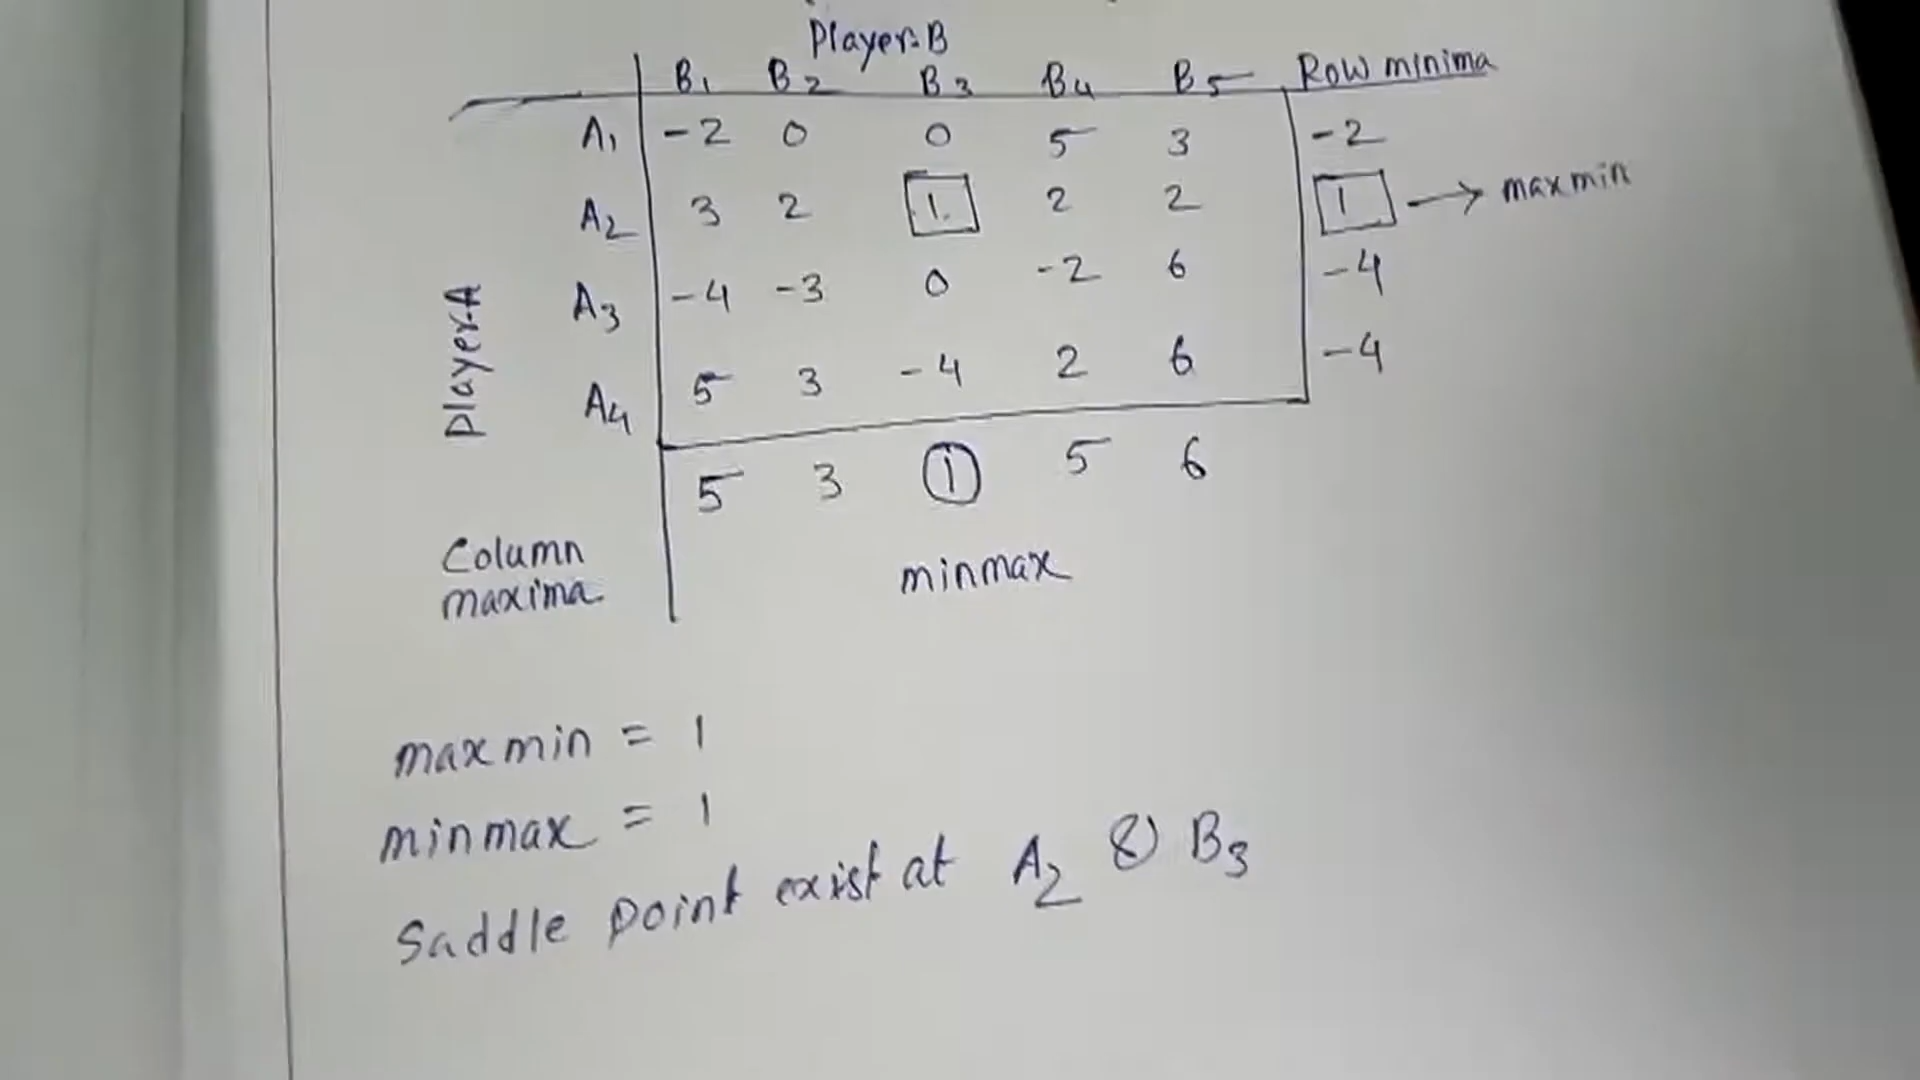 Player-B
B1 B2 B3 B4 B5 Row minima
A1 -2 0 0 5 3 -2
A2 3 2 1 2 2 1 → maxmin
A3 -4 -3 0 -2 6 -4
A4 5 3 -4 2 6 -4
Player-A
5 3 1 5 6
Column
maxima
minmax
maxmin = 1
minmax = 1
Saddle point exist at A2 & B3